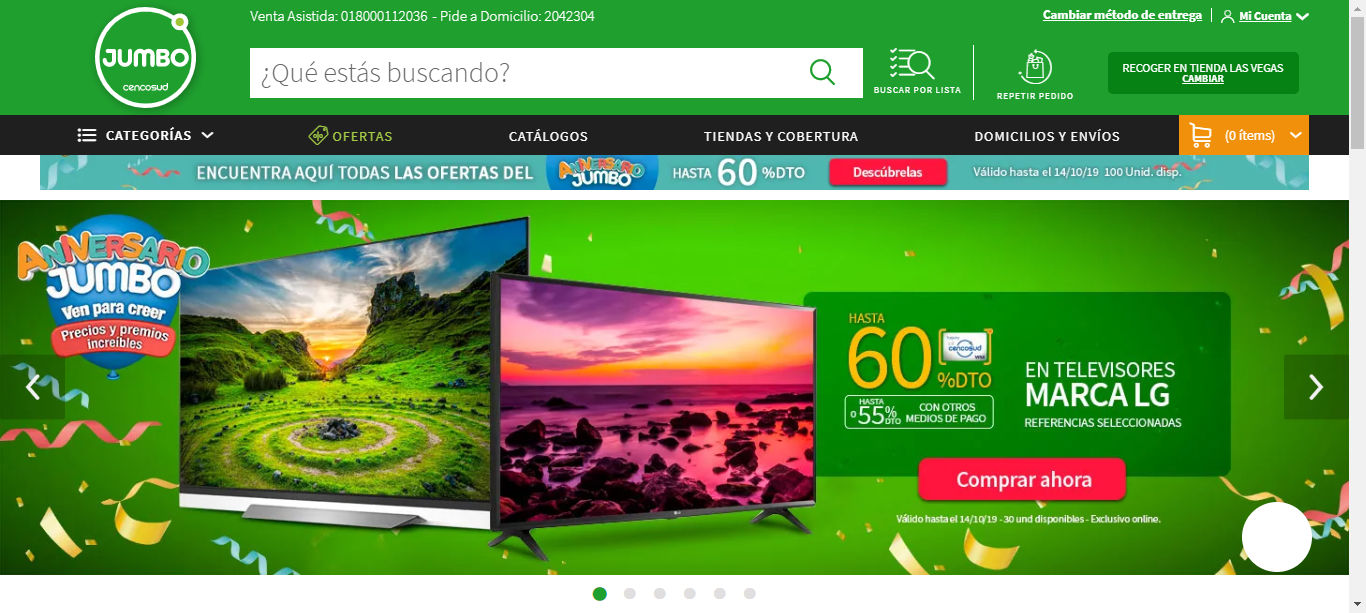 Venta Asistida: 018000112036 - Pide a Domicilio: 2042304
Cambiar método de entrega
Mi Cuenta
JUMBO
cencosud
¿Qué estás buscando?
BUSCAR POR LISTA
REPETIR PEDIDO
RECOGER EN TIENDA LAS VEGAS
CAMBIAR
CATEGORÍAS
OFERTAS
CATÁLOGOS
TIENDAS Y COBERTURA
DOMICILIOS Y ENVÍOS
(0 ítems)
ENCUENTRA AQUÍ TODAS LAS OFERTAS DEL
ANIVERSARIO
JUMBO
HASTA 60 %DTO
Descúbrelas
Válido hasta el 14/10/19 100 Unid. disp.
ANIVERSARIO
JUMBO
Ven para creer
Precios y premios
increíbles
HASTA
60 %DTO
cencosud
HASTA
o 55% DTO
CON OTROS
MEDIOS DE PAGO
EN TELEVISORES
MARCA LG
REFERENCIAS SELECCIONADAS
Comprar ahora
Válido hasta el 14/10/19 - 30 und disponibles - Exclusivo online.
LG